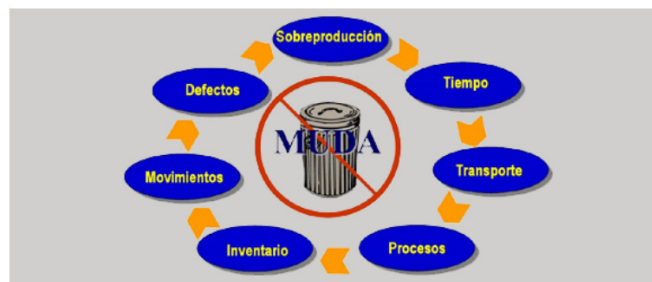 Sobreproducción
Tiempo
Transporte
Procesos
Inventario
Movimientos
Defectos
MUDA